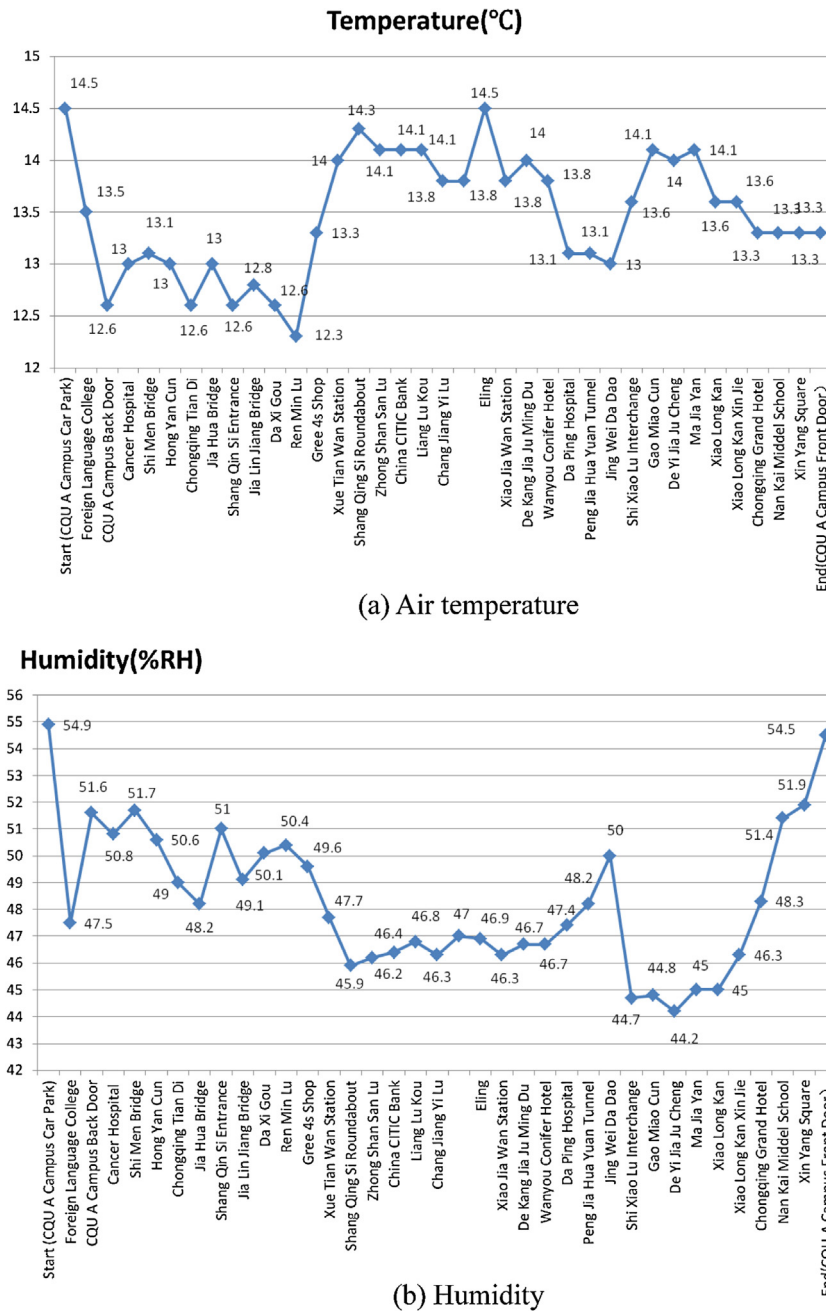 Temperature(℃)
15
14.5
14
13.5
13
12.5
12
14.5
13.5
12.6
13
13.1
13
12.6
13
12.6
12.8
12.6
12.3
13.3
14
14.3
14.1
14.1
13.8
14.1
13.8
14.5
13.8
14
13.8
13.1
13.1
13
13.6
14.1
14
14.1
13.6
13.6
13.3
13.3
13.3
13.3
Start (CQU A Campus Car Park)
Foreign Language College
CQU A Campus Back Door
Cancer Hospital
Shi Men Bridge
Hong Yan Cun
Chongqing Tian Di
Jia Hua Bridge
Shang Qin Si Entrance
Jia Lin Jiang Bridge
Da Xi Gou
Ren Min Lu
Gree 4s Shop
Xue Tian Wan Station
Shang Qing Si Roundabout
Zhong Shan San Lu
China CITIC Bank
Liang Lu Kou
Chang Jiang Yi Lu
Eling
Xiao Jia Wan Station
De Kang Jia Ju Ming Du
Wanyou Conifer Hotel
Da Ping Hospital
Peng Jia Hua Yuan Tunnel
Jing Wei Da Dao
Shi Xiao Lu Interchange
Gao Miao Cun
De Yi Jia Ju Cheng
Ma Jia Yan
Xiao Long Kan
Xiao Long Kan Xin Jie
Chongqing Grand Hotel
Nan Kai Middel School
Xin Yang Square
End(CQU A Campus Front Door)
(a) Air temperature
Humidity(%RH)
56
55
54
53
52
51
50
49
48
47
46
45
44
43
42
54.9
47.5
51.6
50.8
51.7
50.6
49
48.2
51
49.1
50.1
50.4
49.6
47.7
45.9
46.2
46.4
46.8
46.3
47
46.9
46.3
46.7
46.7
47.4
48.2
50
44.7
44.8
44.2
45
45
46.3
48.3
51.4
51.9
54.5
Start (CQU A Campus Car Park)
Foreign Language College
CQU A Campus Back Door
Cancer Hospital
Shi Men Bridge
Hong Yan Cun
Chongqing Tian Di
Jia Hua Bridge
Shang Qin Si Entrance
Jia Lin Jiang Bridge
Da Xi Gou
Ren Min Lu
Gree 4s Shop
Xue Tian Wan Station
Shang Qing Si Roundabout
Zhong Shan San Lu
China CITIC Bank
Liang Lu Kou
Chang Jiang Yi Lu
Eling
Xiao Jia Wan Station
De Kang Jia Ju Ming Du
Wanyou Conifer Hotel
Da Ping Hospital
Peng Jia Hua Yuan Tunnel
Jing Wei Da Dao
Shi Xiao Lu Interchange
Gao Miao Cun
De Yi Jia Ju Cheng
Ma Jia Yan
Xiao Long Kan
Xiao Long Kan Xin Jie
Chongqing Grand Hotel
Nan Kai Middel School
Xin Yang Square
End(CQU A Campus Front Door)
(b) Humidity